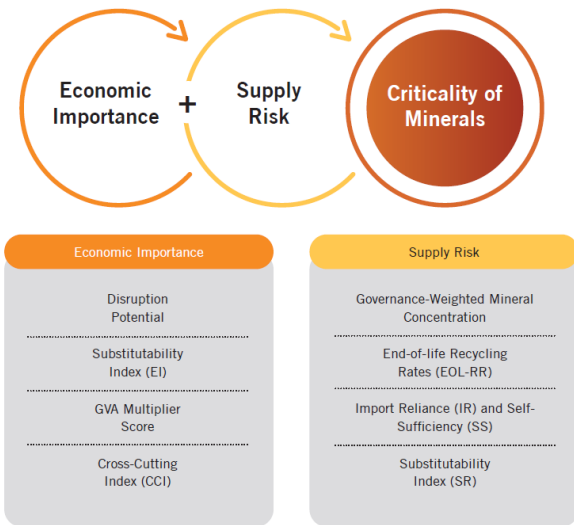 Economic
Importance
+
Supply
Risk
Criticality of
Minerals
Economic Importance
Disruption
Potential
Substitutability
Index (EI)
GVA Multiplier
Score
Cross-Cutting
Index (CCI)
Supply Risk
Governance-Weighted Mineral
Concentration
End-of-life Recycling
Rates (EOL-RR)
Import Reliance (IR) and Self-
Sufficiency (SS)
Substitutability
Index (SR)